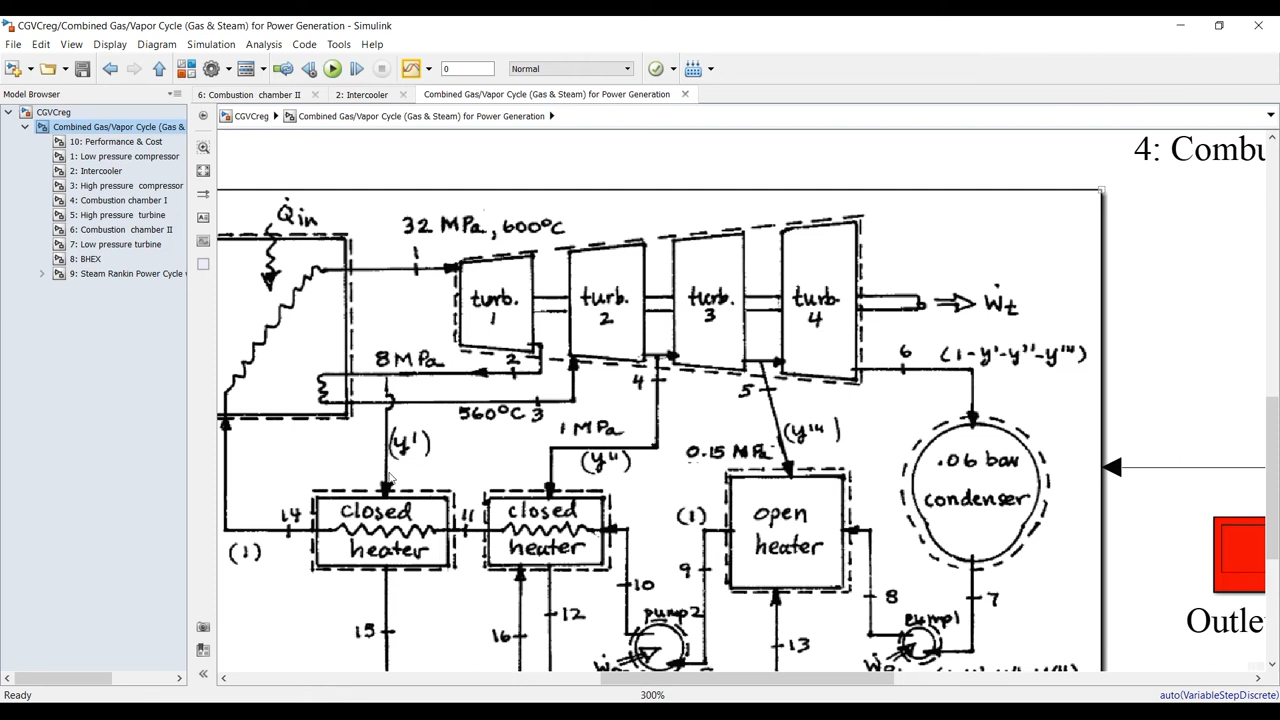 CGVCreg/Combined Gas/Vapor Cycle (Gas & Steam) for Power Generation - Simulink
File Edit View Display Diagram Simulation Analysis Code Tools Help
0 Normal
Model Browser
6: Combustion chamber II 2: Intercooler Combined Gas/Vapor Cycle (Gas & Steam) for Power Generation
CGVCreg Combined Gas/Vapor Cycle (Gas & Steam) for Power Generation
CGVCreg
Combined Gas/Vapor Cycle (Gas &
10: Performance & Cost
1: Low pressure compressor
2: Intercooler
3: High pressure compressor
4: Combustion chamber I
5: High pressure turbine
6: Combustion chamber II
7: Low pressure turbine
8: BHEX
9: Steam Rankin Power Cycle
4: Combu
Q̇in
32 MPa, 600°C
1
turb. 1
turb. 2
turb. 3
turb. 4
Ẇt
8 MPa
2
560°C 3
4
5
6 (1-y'-y''-y''')
1 MPa
(y')
(y'')
(y''')
0.15 MPa
.06 bar
condenser
closed heater
closed heater
open heater
14
(1)
11
(1)
10
9
8
7
pump2
pump1
15
16
12
13
Outle
Ready 300% auto(VariableStepDiscrete)